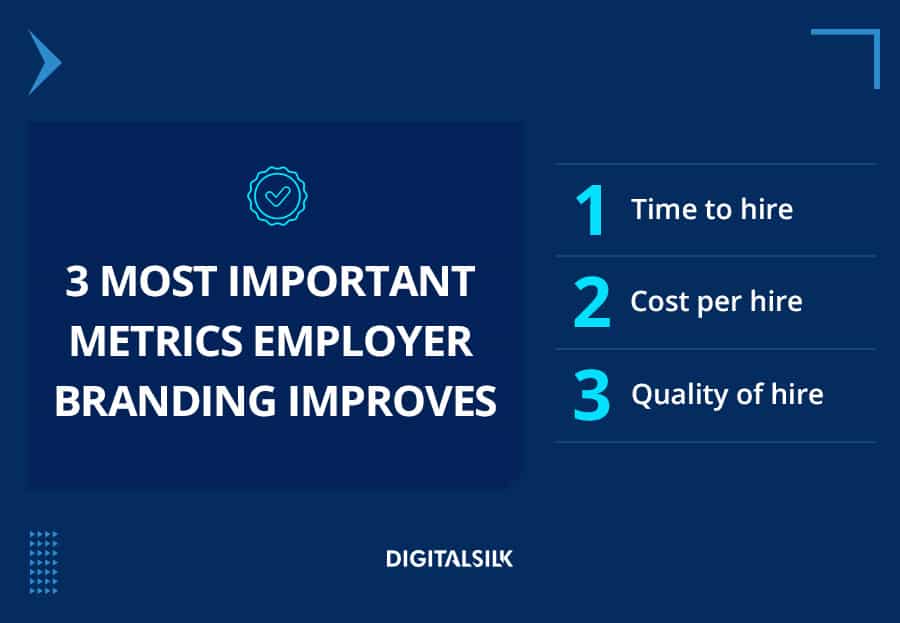 3 MOST IMPORTANT
METRICS EMPLOYER
BRANDING IMPROVES
1 Time to hire
2 Cost per hire
3 Quality of hire
DIGITALSILK